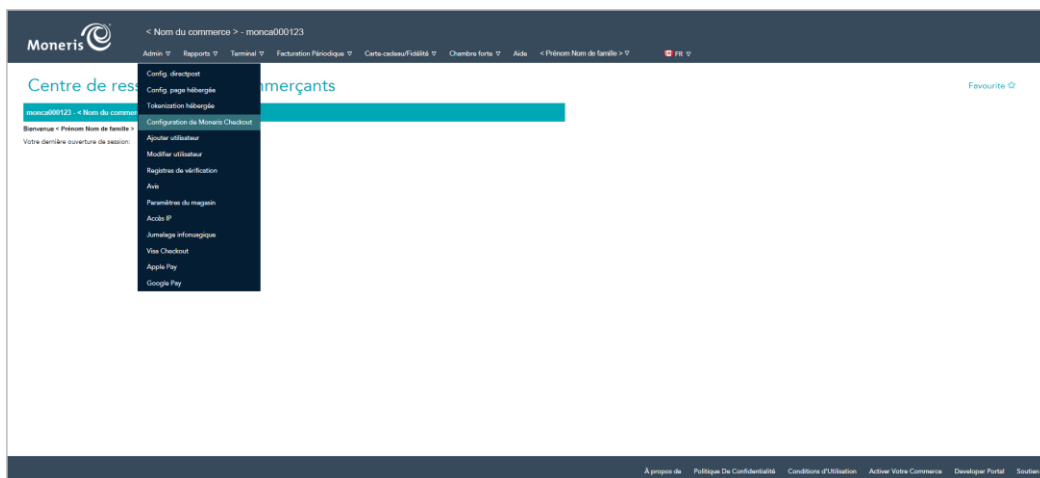 Moneris
< Nom du commerce > - monca000123
Admin Rapports Terminal Facturation Périodique Carte-cadeau/Fidélité Chambre forte Aide < Prénom Nom de famille > FR
Config. directpost
Config. page hébergée
Tokenization hébergée
Configuration de Moneris Checkout
Ajouter utilisateur
Modifier utilisateur
Registres de vérification
Avis
Paramètres du magasin
Accès IP
Jumelage infonuagique
Visa Checkout
Apple Pay
Google Pay
Centre de res mmerçants
Favourite
monca000123 - < Nom du commer
Bienvenue < Prénom Nom de famille >
Votre dernière ouverture de session:
À propos de Politique De Confidentialité Conditions d'Utilisation Activer Votre Commerce Developer Portal Soutien